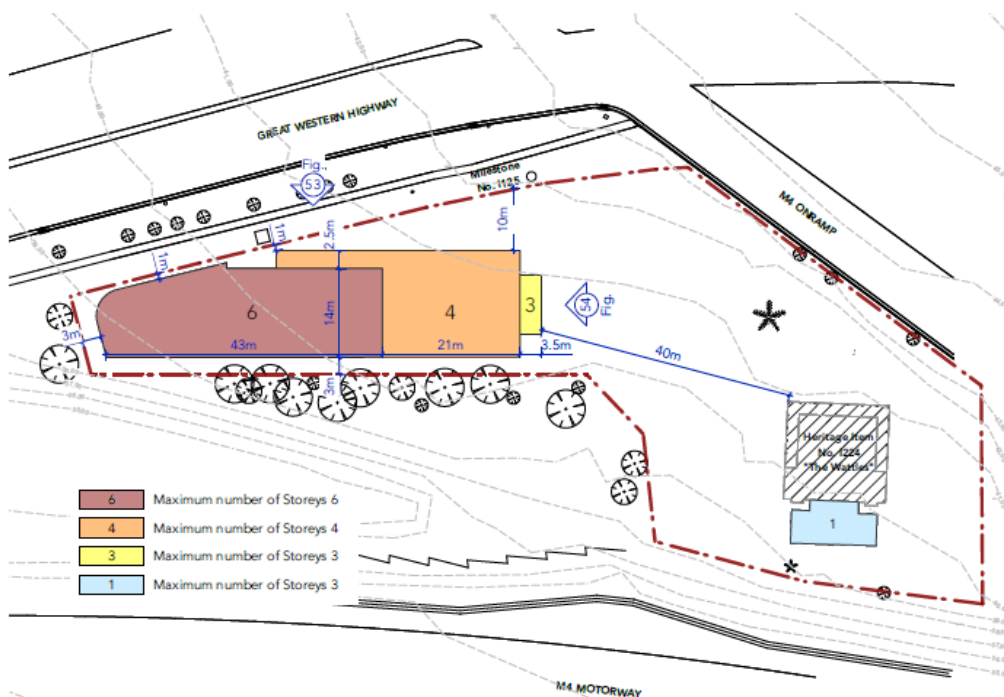 GREAT WESTERN HIGHWAY
Fig.,
53
Milestone
No. I125
M4 ONRAMP
1m
1m
2.5m
10m
6
14m
4
3
54
Fig.
3m
43m
21m
3.5m
40m
3m
Heritage Item
No. I224
"The Wattles"
1
6 Maximum number of Storeys 6
4 Maximum number of Storeys 4
3 Maximum number of Storeys 3
1 Maximum number of Storeys 3
M4 MOTORWAY